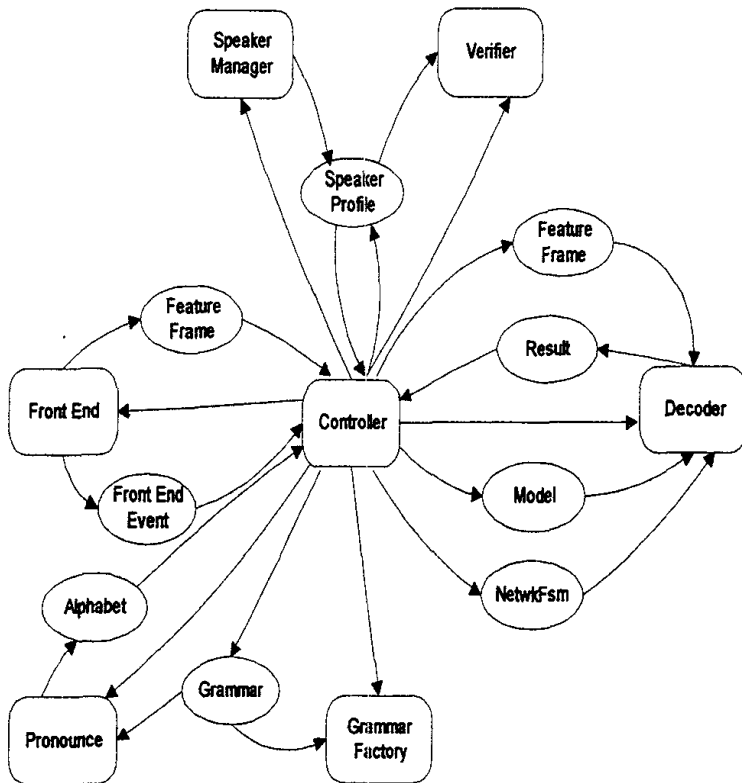 Speaker
Manager
Verifier
Speaker
Profile
Feature
Frame
Feature
Frame
Result
Front End
Controller
Decoder
Front End
Event
Model
NetwkFsm
Alphabet
Grammar
Pronounce
Grammar
Factory